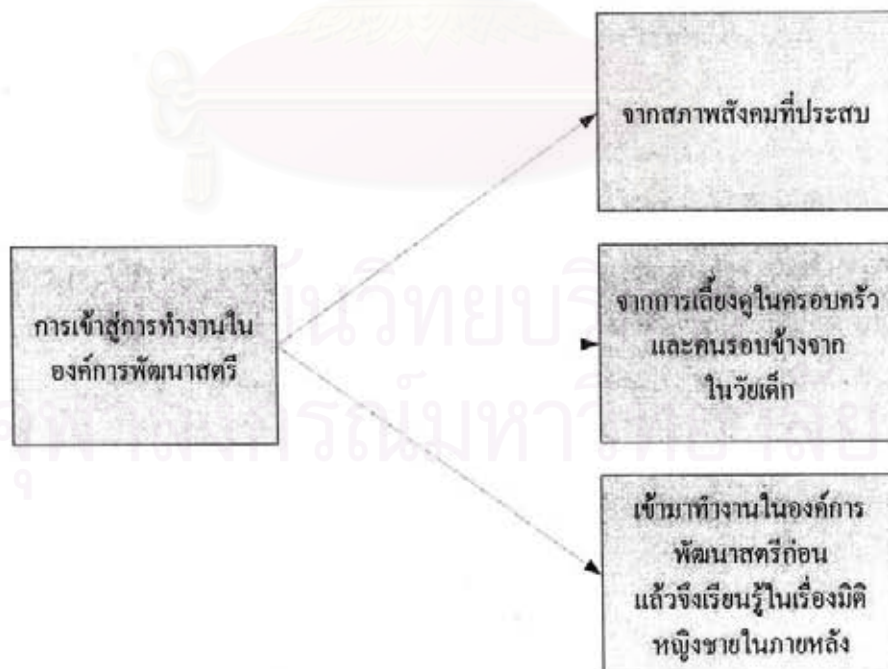 จากสภาพสังคมที่ประสบ
การเข้าสู่การทำงานใน
องค์การพัฒนาสตรี
จากการเลี้ยงดูในครอบครัว
และคนรอบข้างจาก
ในวัยเด็ก
เข้ามาทำงานในองค์การ
พัฒนาสตรีก่อน
แล้วจึงเรียนรู้ในเรื่องมิติ
หญิงชายในภายหลัง